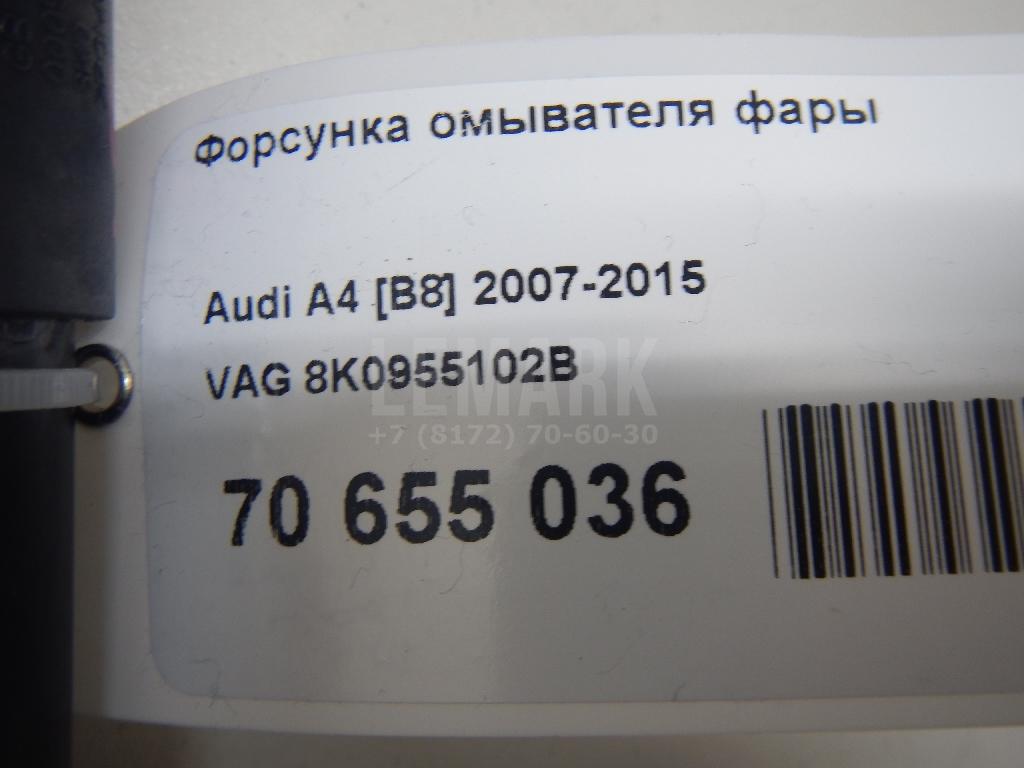 Форсунка омывателя фары
Audi A4 [B8] 2007-2015
VAG 8K0955102B
LEMARK
+7 (8172) 70-60-30
70 655 036